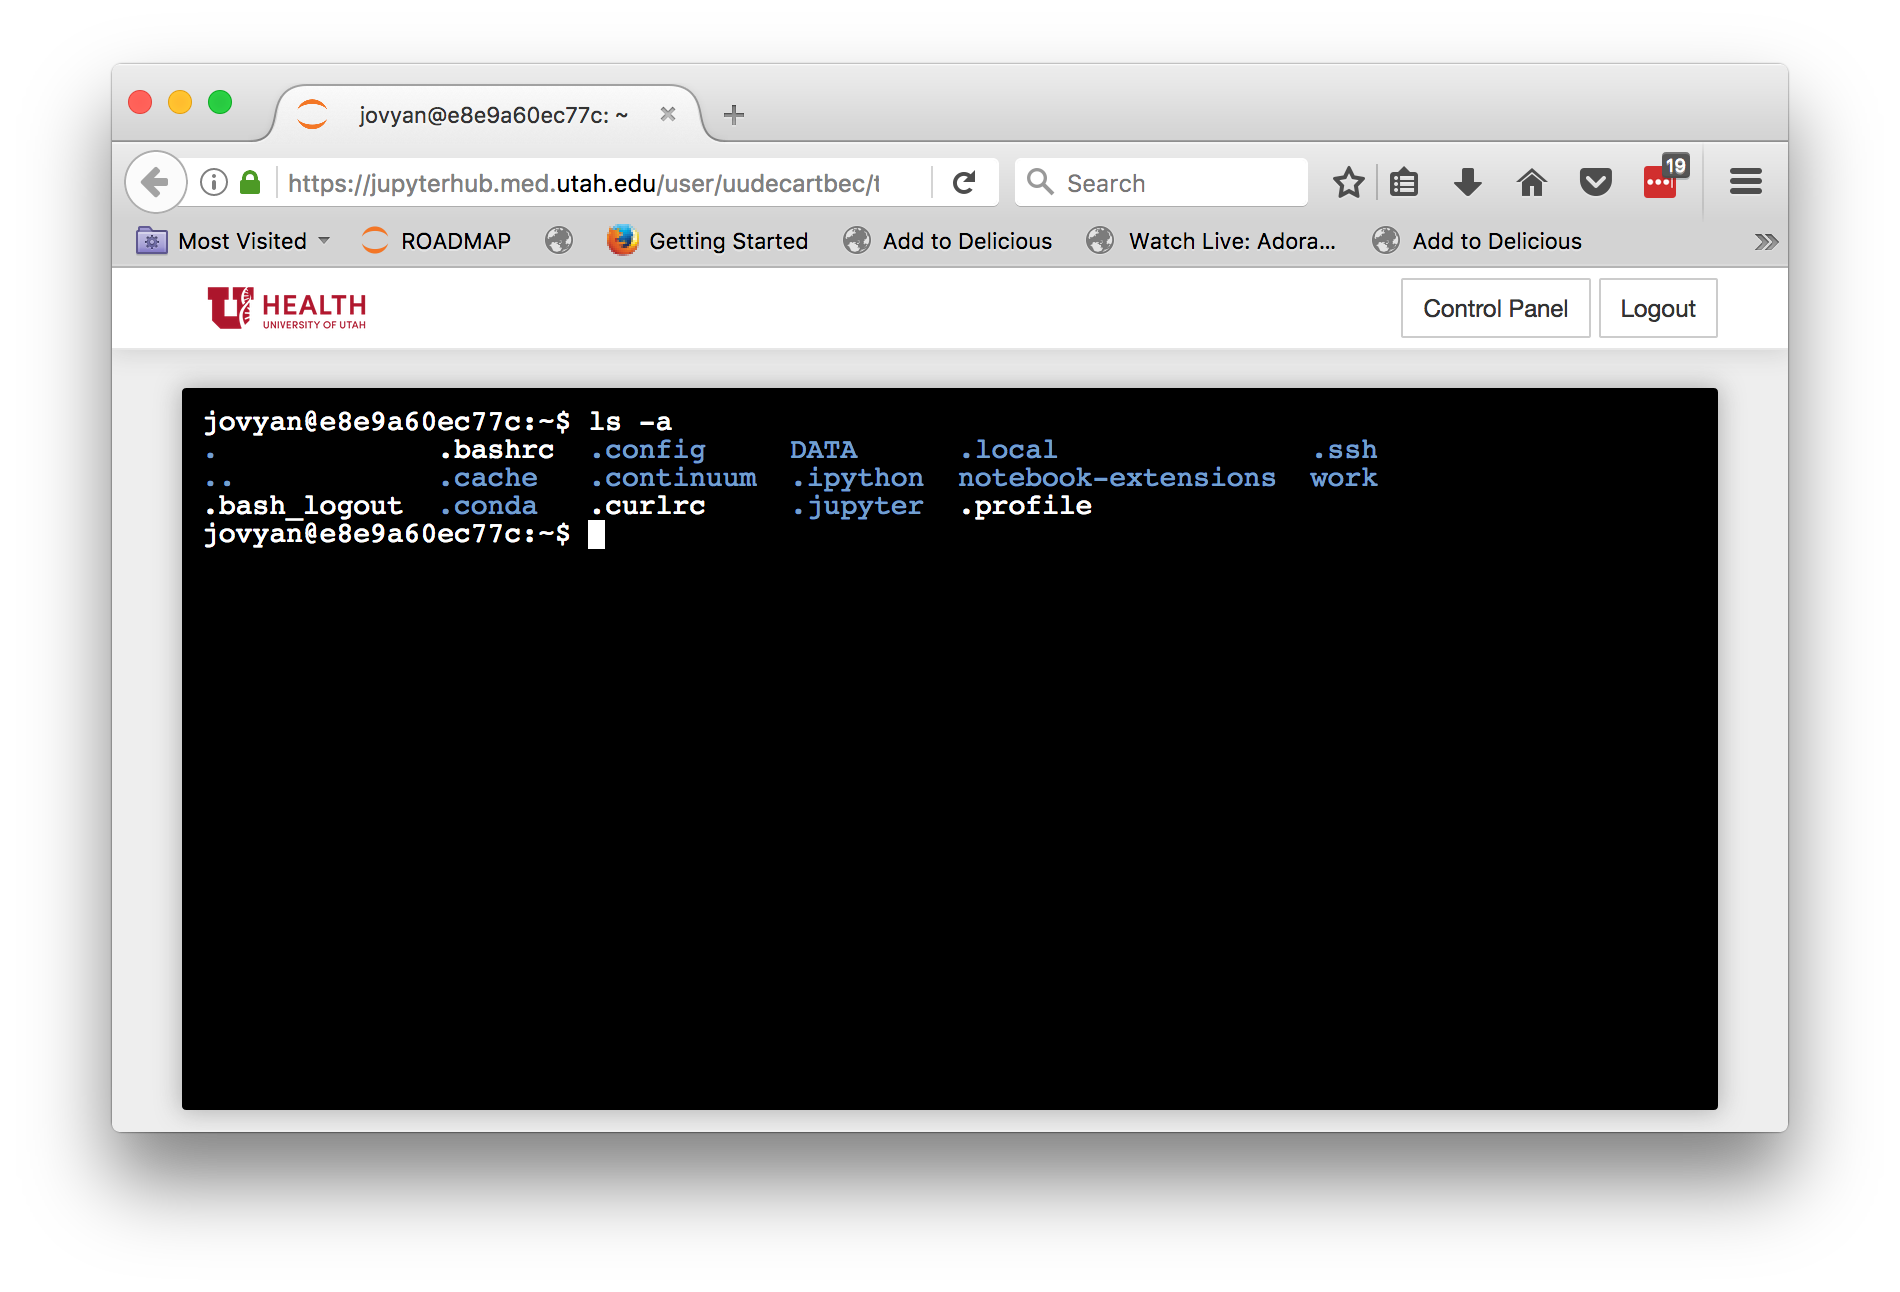 jovyan@e8e9a60ec77c: ~
https://jupyterhub.med.utah.edu/user/uudecartbec/t
Search
19
Most Visited ROADMAP Getting Started Add to Delicious Watch Live: Adora... Add to Delicious
HEALTH
UNIVERSITY OF UTAH
Control Panel Logout
jovyan@e8e9a60ec77c:~$ ls -a
. .bashrc .config DATA .local .ssh
.. .cache .continuum .ipython notebook-extensions work
.bash_logout .conda .curlrc .jupyter .profile
jovyan@e8e9a60ec77c:~$